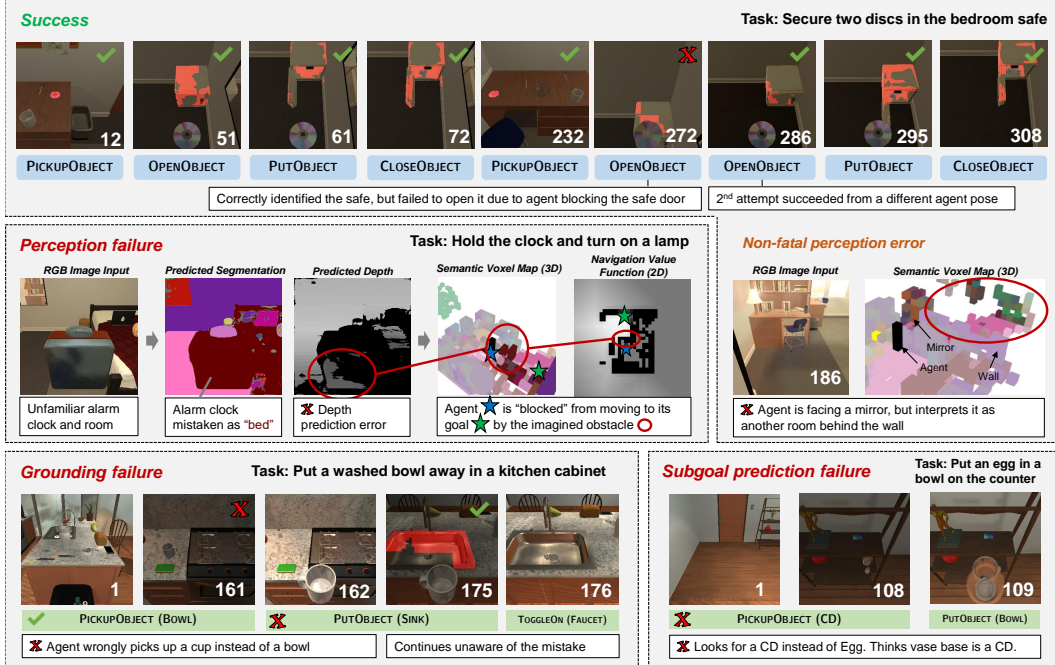 Success
Task: Secure two discs in the bedroom safe
12
51
61
72
232
272
286
295
308
PICKUPOBJECT
OPENOBJECT
PUTOBJECT
CLOSEOBJECT
PICKUPOBJECT
OPENOBJECT
OPENOBJECT
PUTOBJECT
CLOSEOBJECT
Correctly identified the safe, but failed to open it due to agent blocking the safe door
2nd attempt succeeded from a different agent pose
Perception failure
Task: Hold the clock and turn on a lamp
RGB Image Input
Predicted Segmentation
Predicted Depth
Semantic Voxel Map (3D)
Navigation Value
Function (2D)
Unfamiliar alarm
clock and room
Alarm clock
mistaken as “bed”
X Depth
prediction error
Agent is “blocked” from moving to its
goal by the imagined obstacle
Non-fatal perception error
RGB Image Input
Semantic Voxel Map (3D)
186
Mirror
Agent
Wall
X Agent is facing a mirror, but interprets it as
another room behind the wall
Grounding failure
Task: Put a washed bowl away in a kitchen cabinet
1
161
162
175
176
PICKUPOBJECT (BOWL)
PUTOBJECT (SINK)
TOGGLEON (FAUCET)
X Agent wrongly picks up a cup instead of a bowl
Continues unaware of the mistake
Subgoal prediction failure
Task: Put an egg in a
bowl on the counter
1
108
109
PICKUPOBJECT (CD)
PUTOBJECT (BOWL)
X Looks for a CD instead of Egg. Thinks vase base is a CD.